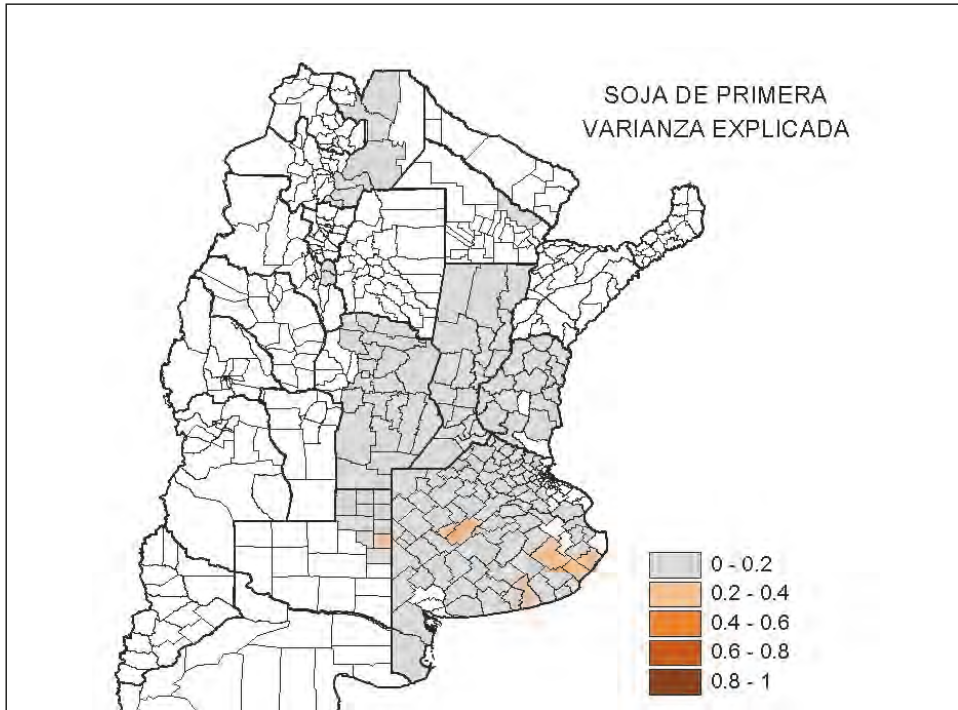 SOJA DE PRIMERA
VARIANZA EXPLICADA
0 - 0.2
0.2 - 0.4
0.4 - 0.6
0.6 - 0.8
0.8 - 1